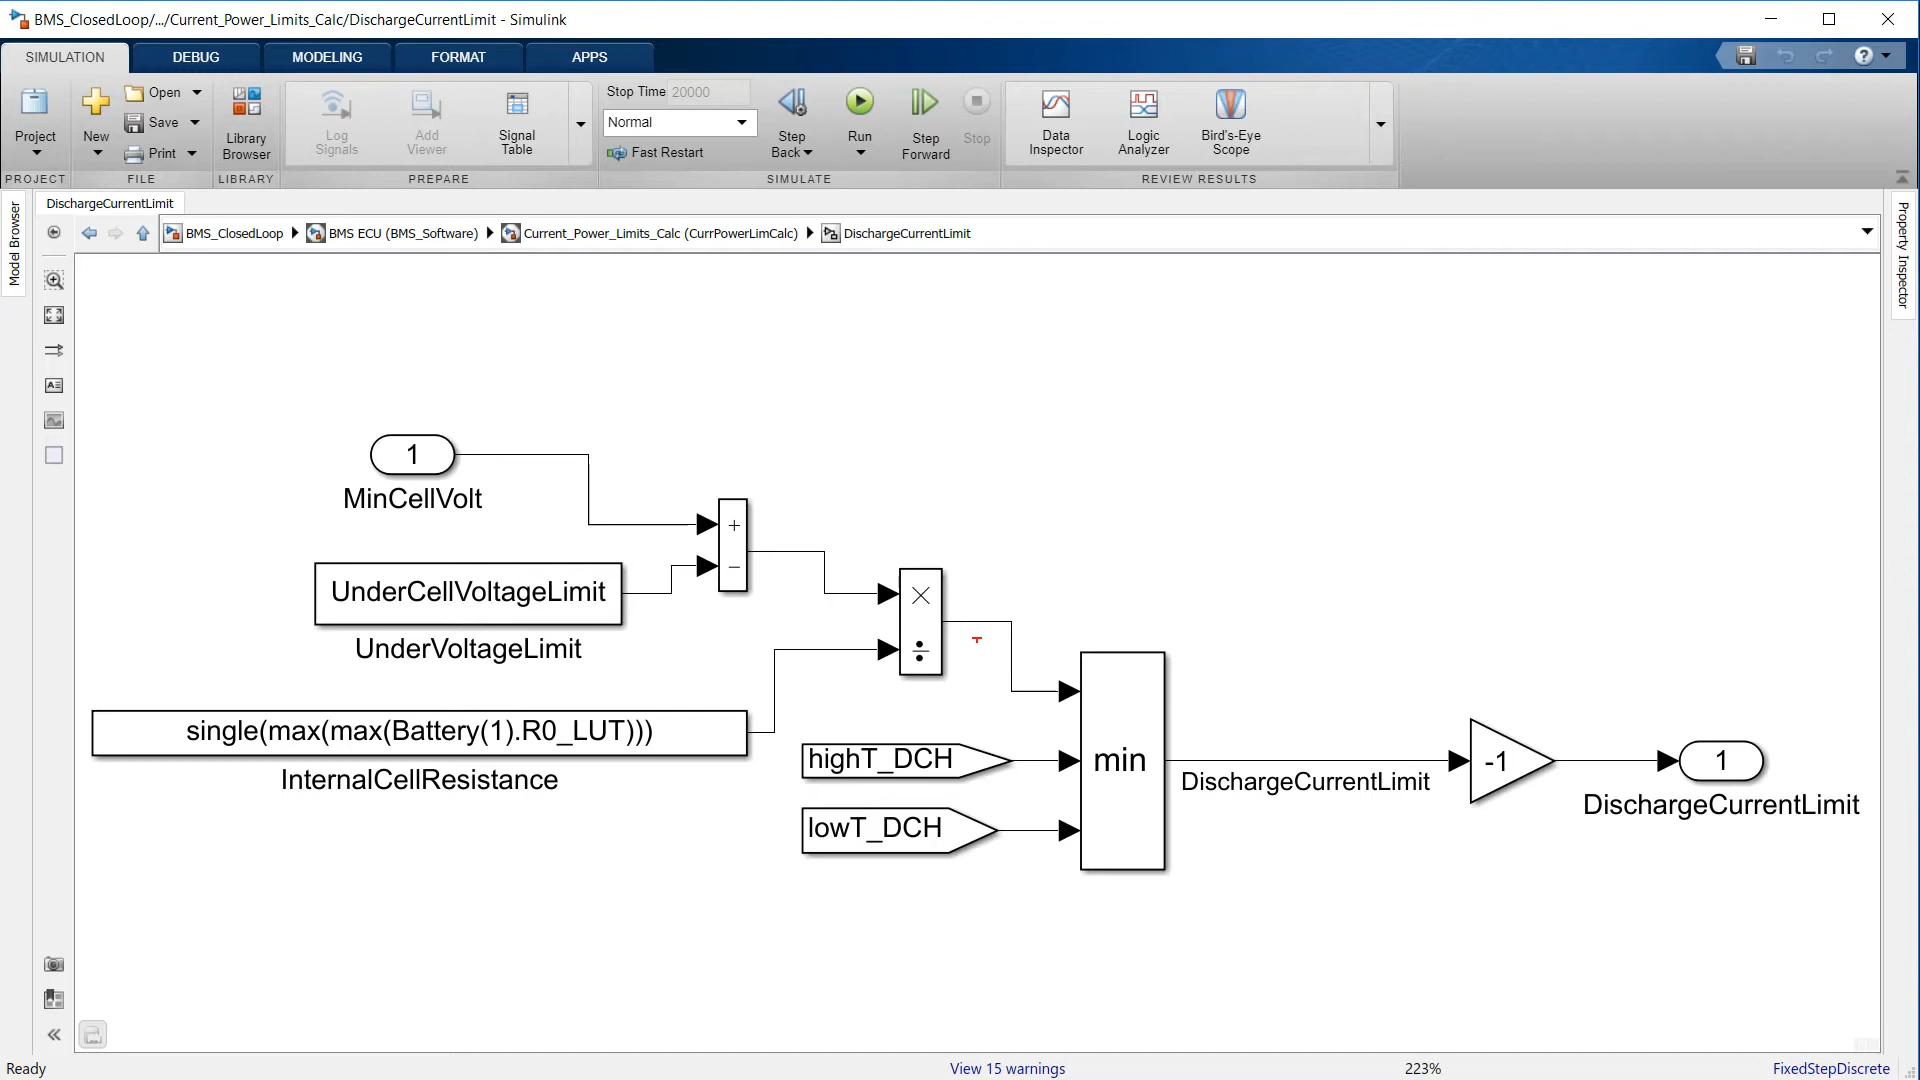 BMS_ClosedLoop/.../Current_Power_Limits_Calc/DischargeCurrentLimit - Simulink
SIMULATION
DEBUG
MODELING
FORMAT
APPS
Project
New
Open
Save
Print
Library
Browser
Log
Signals
Add
Viewer
Signal
Table
Stop Time 20000
Normal
Fast Restart
Step
Back
Run
Step
Forward
Stop
Data
Inspector
Logic
Analyzer
Bird's-Eye
Scope
PROJECT
FILE
LIBRARY
PREPARE
SIMULATE
REVIEW RESULTS
Model Browser
Property Inspector
DischargeCurrentLimit
BMS_ClosedLoop
BMS ECU (BMS_Software)
Current_Power_Limits_Calc (CurrPowerLimCalc)
DischargeCurrentLimit
1
MinCellVolt
+
−
UnderCellVoltageLimit
UnderVoltageLimit
×
÷
single(max(max(Battery(1).R0_LUT)))
InternalCellResistance
highT_DCH
lowT_DCH
min
DischargeCurrentLimit
-1
1
DischargeCurrentLimit
Ready
View 15 warnings
223%
FixedStepDiscrete